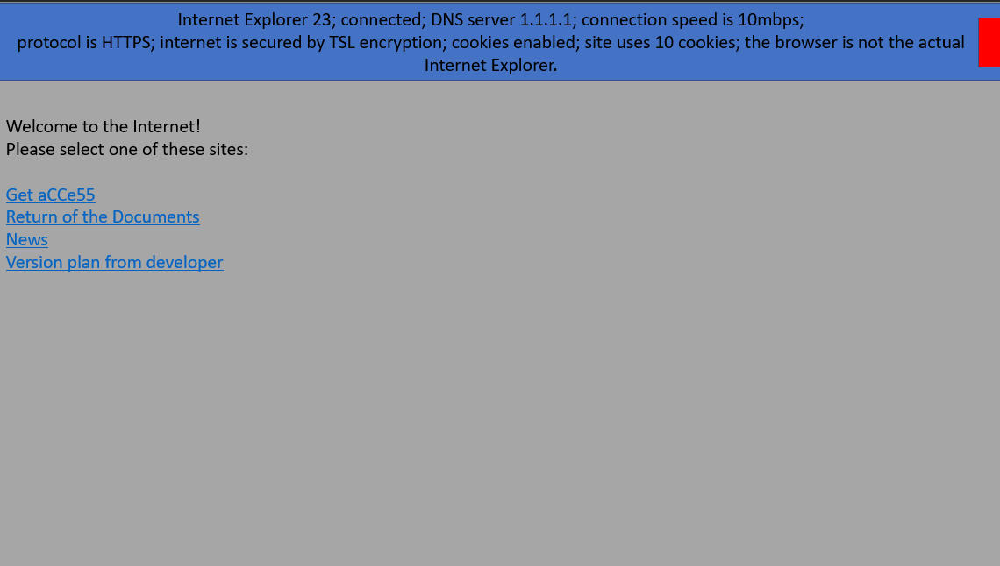 Internet Explorer 23; connected; DNS server 1.1.1.1; connection speed is 10mbps;
protocol is HTTPS; internet is secured by TSL encryption; cookies enabled; site uses 10 cookies; the browser is not the actual
Internet Explorer.
Welcome to the Internet!
Please select one of these sites:
Get aCCe55
Return of the Documents
News
Version plan from developer